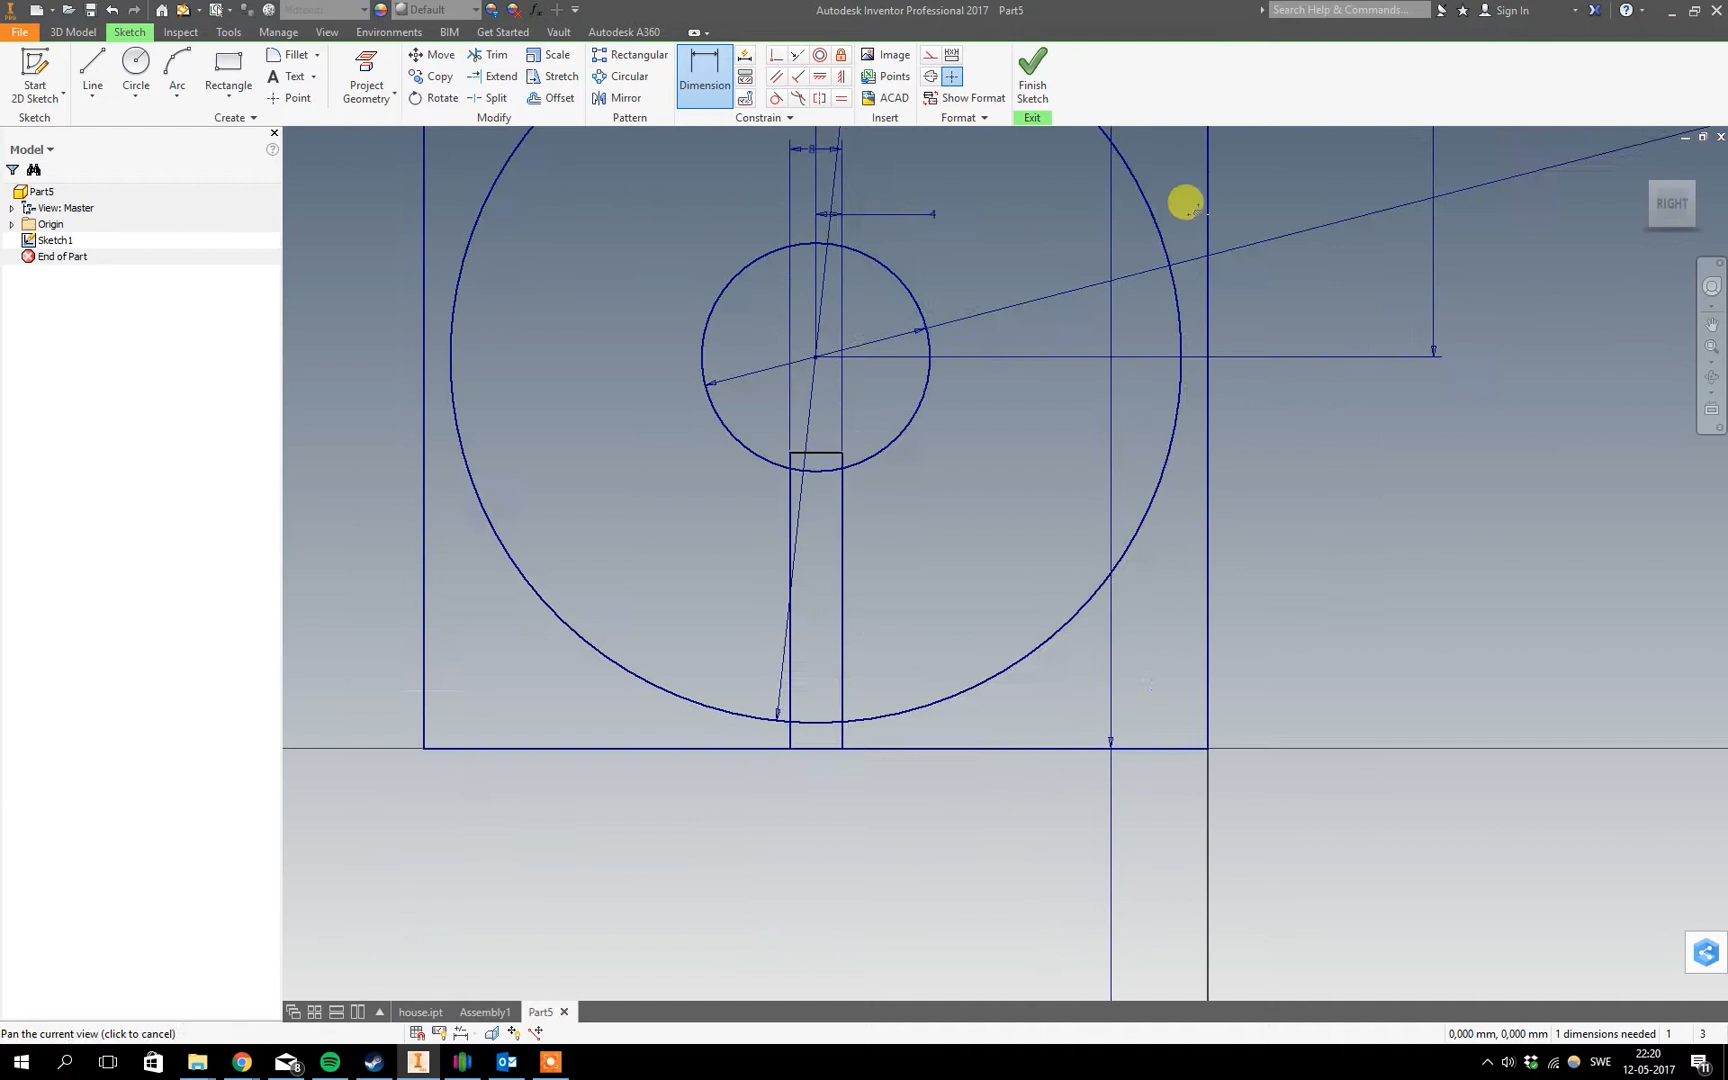 Material
Default
Autodesk Inventor Professional 2017 Part5
Search Help & Commands...
Sign In
File
3D Model
Sketch
Inspect
Tools
Manage
View
Environments
BIM
Get Started
Vault
Autodesk A360
Start
2D Sketch
Line
Circle
Arc
Rectangle
Fillet
Text
Point
Project
Geometry
Move
Copy
Rotate
Trim
Extend
Split
Scale
Stretch
Offset
Rectangular
Circular
Mirror
Dimension
Image
Points
ACAD
Show Format
Finish
Sketch
Sketch
Create
Modify
Pattern
Constrain
Insert
Format
Exit
Model
Part5
View: Master
Origin
Sketch1
End of Part
8
4
RIGHT
house.ipt
Assembly1
Part5
Pan the current view (click to cancel)
0,000 mm, 0,000 mm
1 dimensions needed
1
3
8
SWE
22:20
12-05-2017
11